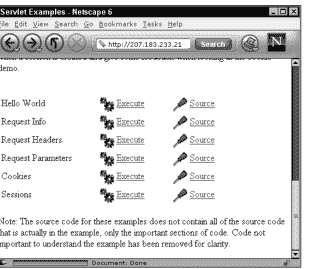 Servlet Examples - Netscape 6
File Edit View Search Go Bookmarks Tasks Help
http://207.183.233.21 Search N
demo.
Hello World Execute Source
Request Info Execute Source
Request Headers Execute Source
Request Parameters Execute Source
Cookies Execute Source
Sessions Execute Source
Note: The source code for these examples does not contain all of the source code
that is actually in the example, only the important sections of code. Code not
important to understand the example has been removed for clarity.
Document: Done